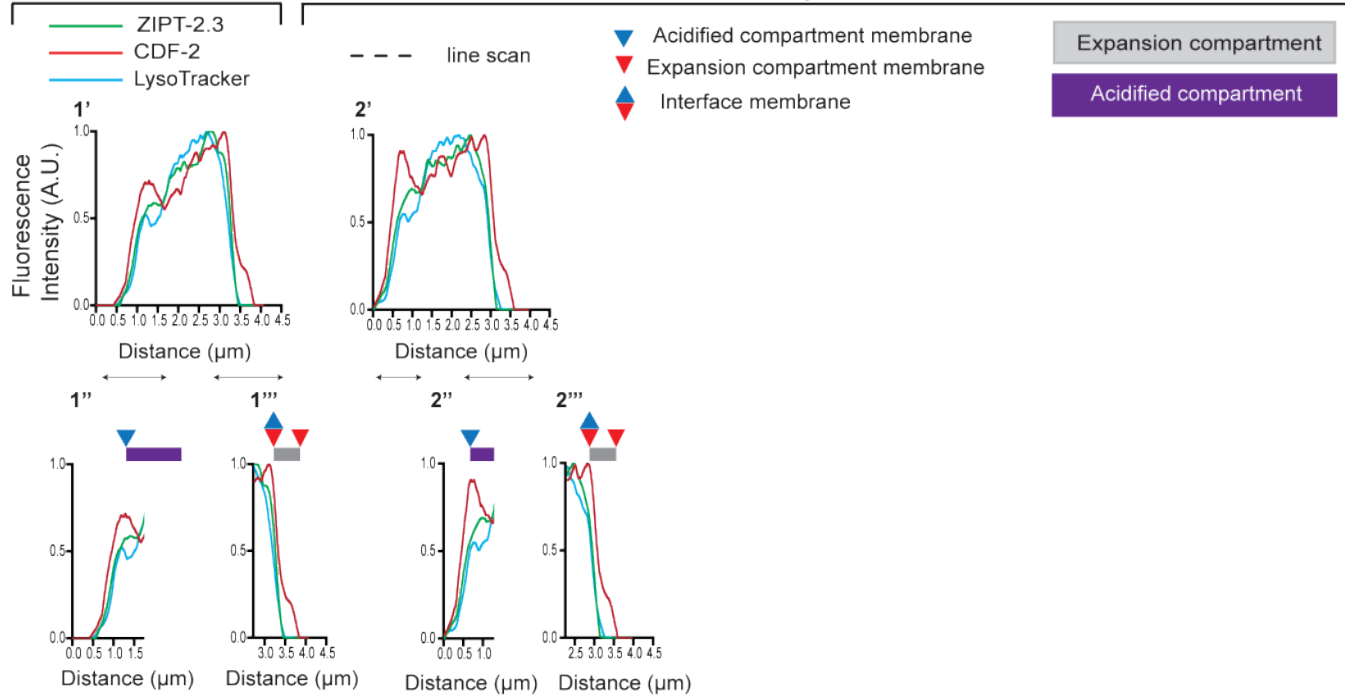 ZIPT-2.3
CDF-2
LysoTracker
line scan
Acidified compartment membrane
Expansion compartment membrane
Interface membrane
Expansion compartment
Acidified compartment
1'
2'
Fluorescence
Intensity (A.U.)
1.0
0.5
0.0
0.0 0.5 1.0 1.5 2.0 2.5 3.0 3.5 4.0 4.5
Distance (µm)
1.0
0.5
0.0
0.0 0.5 1.0 1.5 2.0 2.5 3.0 3.5 4.0 4.5
Distance (µm)
1''
1'''
2''
2'''
1.0
0.5
0.0
0.0 0.5 1.0 1.5
Distance (µm)
1.0
0.5
0.0
3.0 3.5 4.0 4.5
Distance (µm)
1.0
0.5
0.0
0.0 0.5 1.0
Distance (µm)
1.0
0.5
0.0
2.5 3.0 3.5 4.0 4.5
Distance (µm)